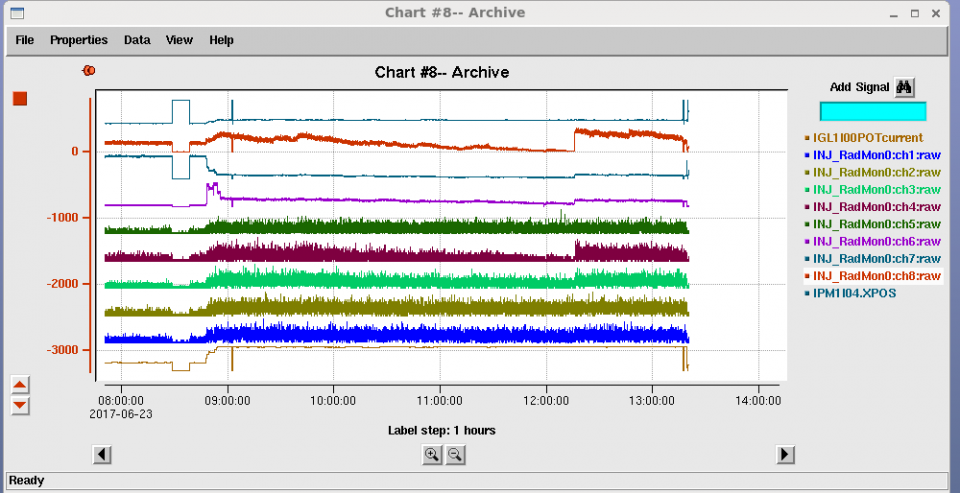 Chart #8-- Archive
File Properties Data View Help
Chart #8-- Archive
Add Signal
IGL1I00POTcurrent
INJ_RadMon0:ch1:raw
INJ_RadMon0:ch2:raw
INJ_RadMon0:ch3:raw
INJ_RadMon0:ch4:raw
INJ_RadMon0:ch5:raw
INJ_RadMon0:ch6:raw
INJ_RadMon0:ch7:raw
INJ_RadMon0:ch8:raw
IPM1I04.XPOS
0
-1000
-2000
-3000
08:00:00 09:00:00 10:00:00 11:00:00 12:00:00 13:00:00 14:00:00
2017-06-23
Label step: 1 hours
Ready